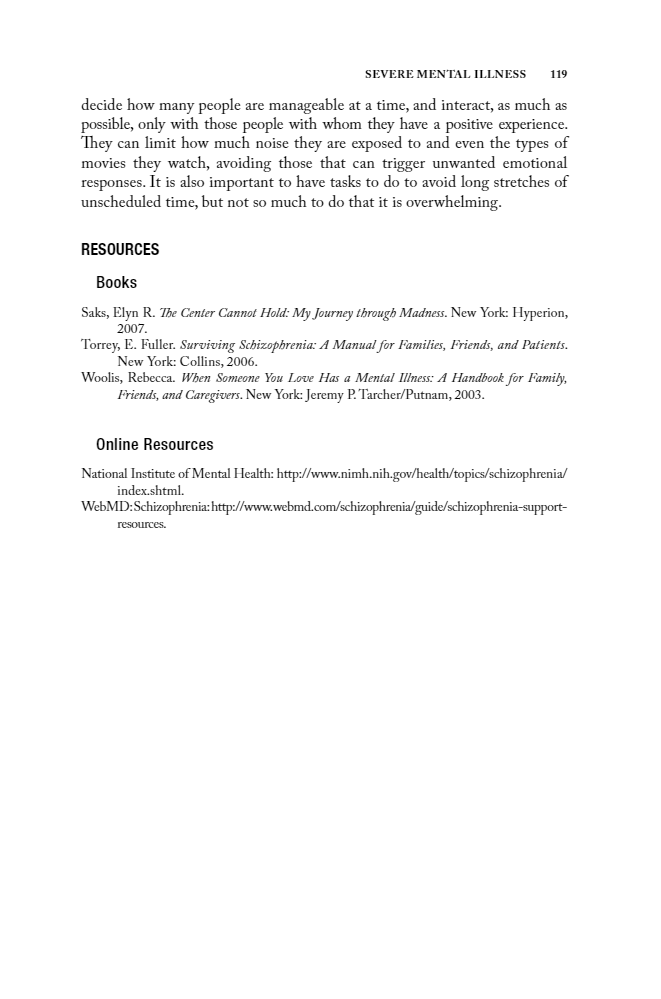 SEVERE MENTAL ILLNESS 119
decide how many people are manageable at a time, and interact, as much as
possible, only with those people with whom they have a positive experience.
They can limit how much noise they are exposed to and even the types of
movies they watch, avoiding those that can trigger unwanted emotional
responses. It is also important to have tasks to do to avoid long stretches of
unscheduled time, but not so much to do that it is overwhelming.
RESOURCES
Books
Saks, Elyn R. The Center Cannot Hold: My Journey through Madness. New York: Hyperion,
2007.
Torrey, E. Fuller. Surviving Schizophrenia: A Manual for Families, Friends, and Patients.
New York: Collins, 2006.
Woolis, Rebecca. When Someone You Love Has a Mental Illness: A Handbook for Family,
Friends, and Caregivers. New York: Jeremy P. Tarcher/Putnam, 2003.
Online Resources
National Institute of Mental Health: http://www.nimh.nih.gov/health/topics/schizophrenia/
index.shtml.
WebMD: Schizophrenia: http://www.webmd.com/schizophrenia/guide/schizophrenia-support-
resources.